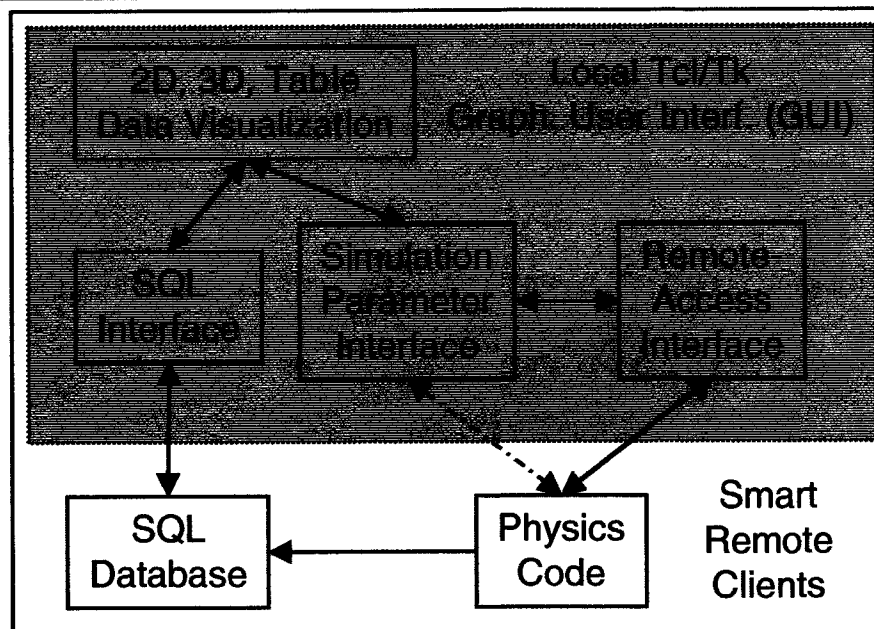 2D, 3D, Table
Data Visualization
Local Tcl/Tk
Graph. User Interf. (GUI)
SQL
Interface
Simulation
Parameter
Interface
Remote
Access
Interface
SQL
Database
Physics
Code
Smart
Remote
Clients